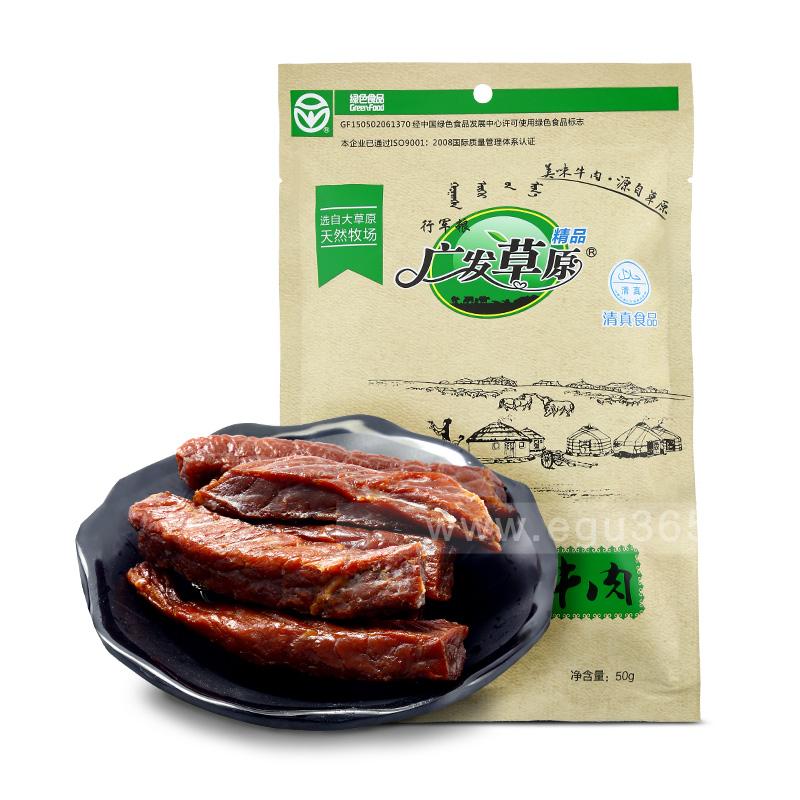 绿色食品
GreenFood
GF150502061370 经中国绿色食品发展中心许可使用绿色食品标志
本企业已通过ISO9001：2008国际质量管理体系认证
美味牛肉·源自草原
选自大草原
天然牧场
行军粮
精品
广发草原®
清真
清真食品
www.equ365
牛肉
净含量：50g